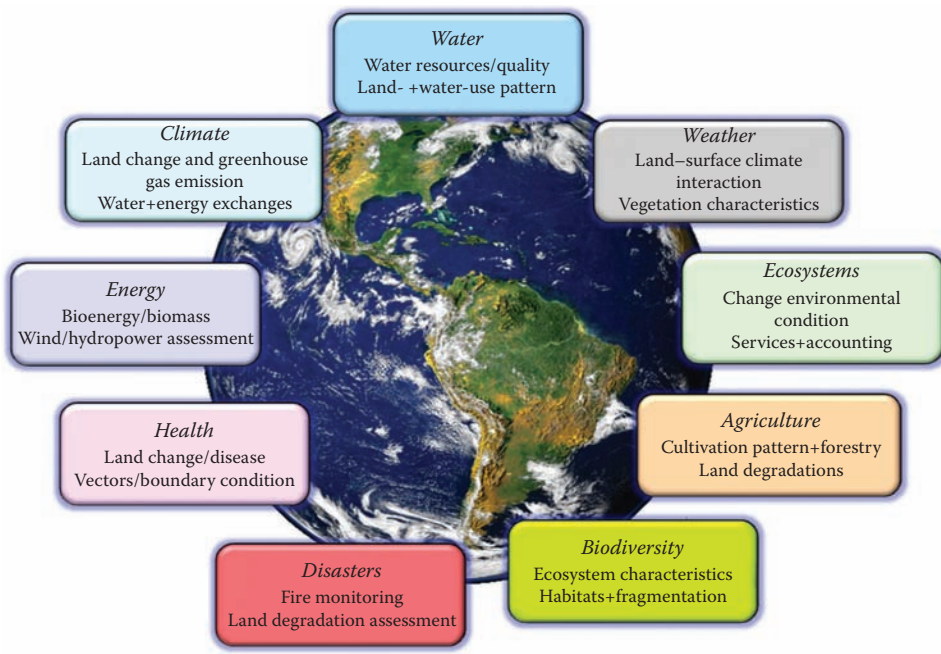 Water
Water resources/quality
Land- +water-use pattern
Climate
Land change and greenhouse
gas emission
Water+energy exchanges
Weather
Land–surface climate
interaction
Vegetation characteristics
Energy
Bioenergy/biomass
Wind/hydropower assessment
Ecosystems
Change environmental
condition
Services+accounting
Health
Land change/disease
Vectors/boundary condition
Agriculture
Cultivation pattern+forestry
Land degradations
Disasters
Fire monitoring
Land degradation assessment
Biodiversity
Ecosystem characteristics
Habitats+fragmentation